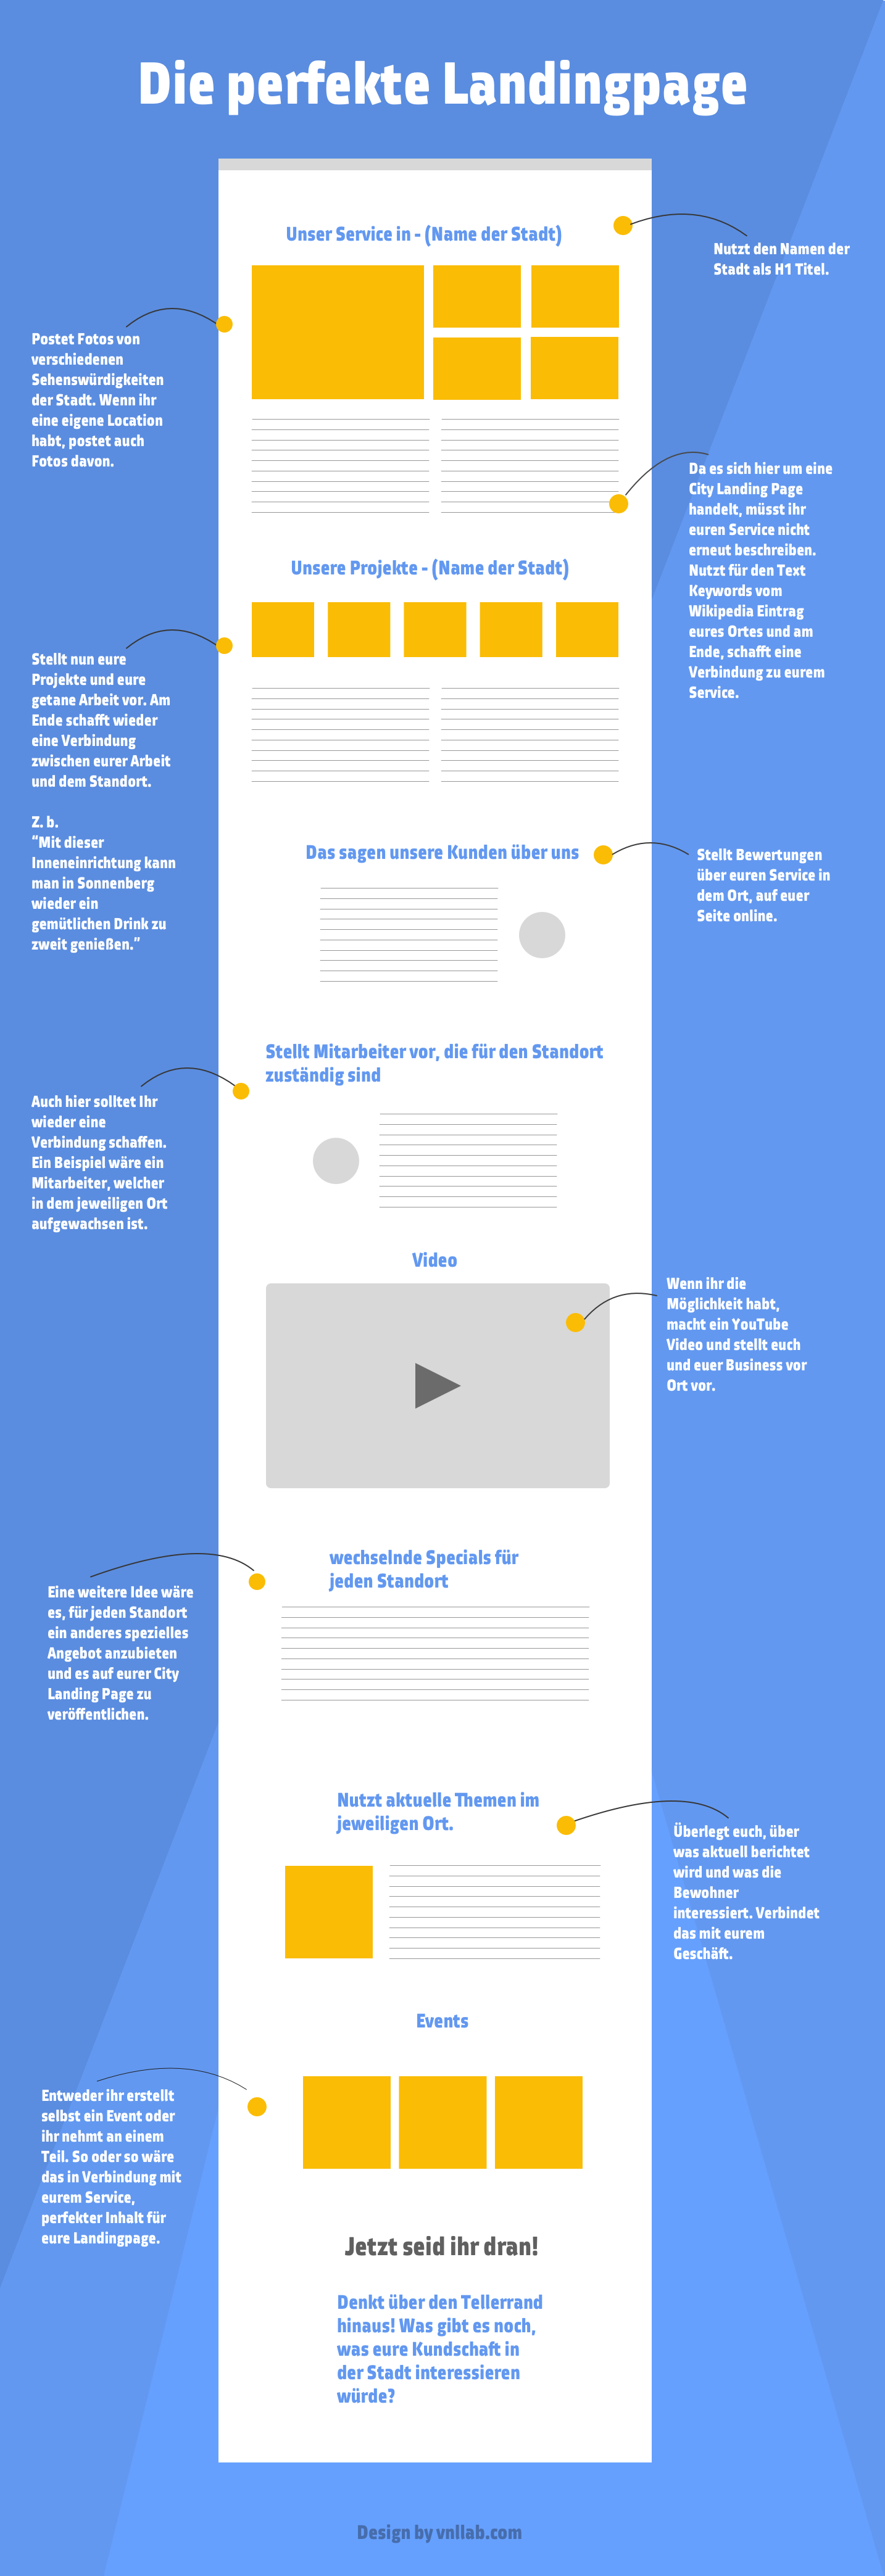 Die perfekte Landingpage
Unser Service in - (Name der Stadt)
Nutzt den Namen der
Stadt als H1 Titel.
Postet Fotos von
verschiedenen
Sehenswürdigkeiten
der Stadt. Wenn ihr
eine eigene Location
habt, postet auch
Fotos davon.
Da es sich hier um eine
City Landing Page
handelt, müsst ihr
euren Service nicht
erneut beschreiben.
Nutzt für den Text
Keywords vom
Wikipedia Eintrag
eures Ortes und am
Ende, schafft eine
Verbindung zu eurem
Service.
Unsere Projekte - (Name der Stadt)
Stellt nun eure
Projekte und eure
getane Arbeit vor. Am
Ende schafft wieder
eine Verbindung
zwischen eurer Arbeit
und dem Standort.
Z. b.
“Mit dieser
Inneneinrichtung kann
man in Sonnenberg
wieder ein
gemütlichen Drink zu
zweit genießen.”
Das sagen unsere Kunden über uns
Stellt Bewertungen
über euren Service in
dem Ort, auf euer
Seite online.
Stellt Mitarbeiter vor, die für den Standort
zuständig sind
Auch hier solltet Ihr
wieder eine
Verbindung schaffen.
Ein Beispiel wäre ein
Mitarbeiter, welcher
in dem jeweiligen Ort
aufgewachsen ist.
Video
Wenn ihr die
Möglichkeit habt,
macht ein YouTube
Video und stellt euch
und euer Business vor
Ort vor.
wechselnde Specials für
jeden Standort
Eine weitere Idee wäre
es, für jeden Standort
ein anderes spezielles
Angebot anzubieten
und es auf eurer City
Landing Page zu
veröffentlichen.
Nutzt aktuelle Themen im
jeweiligen Ort.
Überlegt euch, über
was aktuell berichtet
wird und was die
Bewohner
interessiert. Verbindet
das mit eurem
Geschäft.
Events
Entweder ihr erstellt
selbst ein Event oder
ihr nehmt an einem
Teil. So oder so wäre
das in Verbindung mit
eurem Service,
perfekter Inhalt für
eure Landingpage.
Jetzt seid ihr dran!
Denkt über den Tellerrand
hinaus! Was gibt es noch,
was eure Kundschaft in
der Stadt interessieren
würde?
Design by vnllab.com